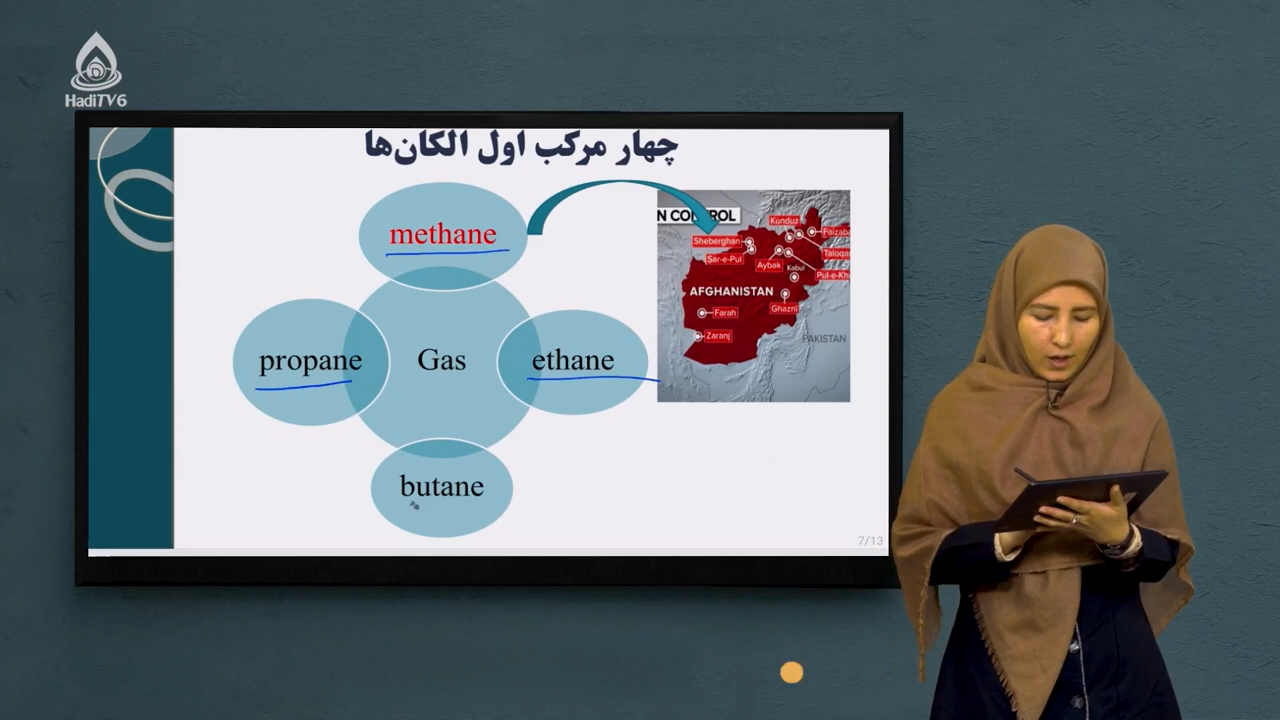 HadiTV6
چهار مرکب اول الکان‌ها
methane
propane
Gas
ethane
butane
N CONTROL
Kunduz
Faizaba
Sheberghan
Taloqan
Sar-e-Pul
Aybak
Kabul
Pul-e-Kh
AFGHANISTAN
Ghazni
Farah
Zaranj
PAKISTAN
7/13